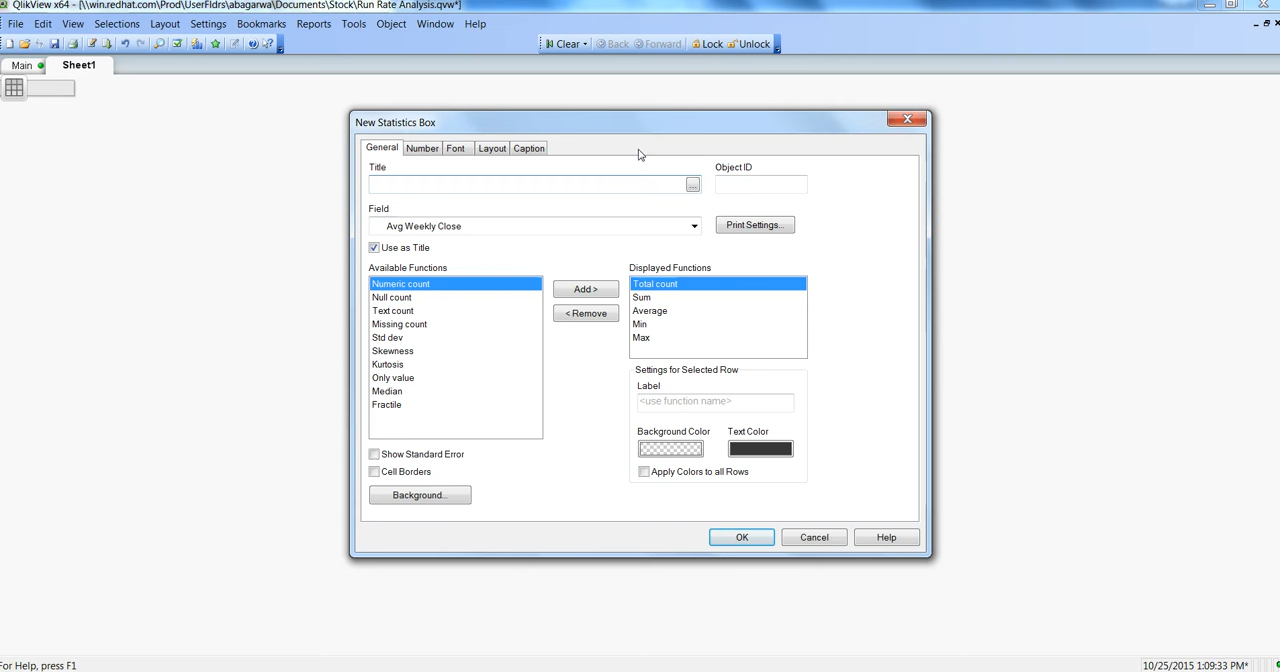 QlikView x64 - [\\win.redhat.com\Prod\UserFldrs\abagarwa\Documents\Stock\Run Rate Analysis.qvw*]
File Edit View Selections Layout Settings Bookmarks Reports Tools Object Window Help
Clear Back Forward Lock Unlock
Main Sheet1
New Statistics Box
General Number Font Layout Caption
Title Object ID
...
Field
Avg Weekly Close Print Settings...
Use as Title
Available Functions Displayed Functions
Numeric count Add > Total count
Null count Sum
Text count < Remove Average
Missing count Min
Std dev Max
Skewness
Kurtosis Settings for Selected Row
Only value Label
Median <use function name>
Fractile
Background Color Text Color
Show Standard Error
Cell Borders Apply Colors to all Rows
Background...
OK Cancel Help
For Help, press F1 10/25/2015 1:09:33 PM*